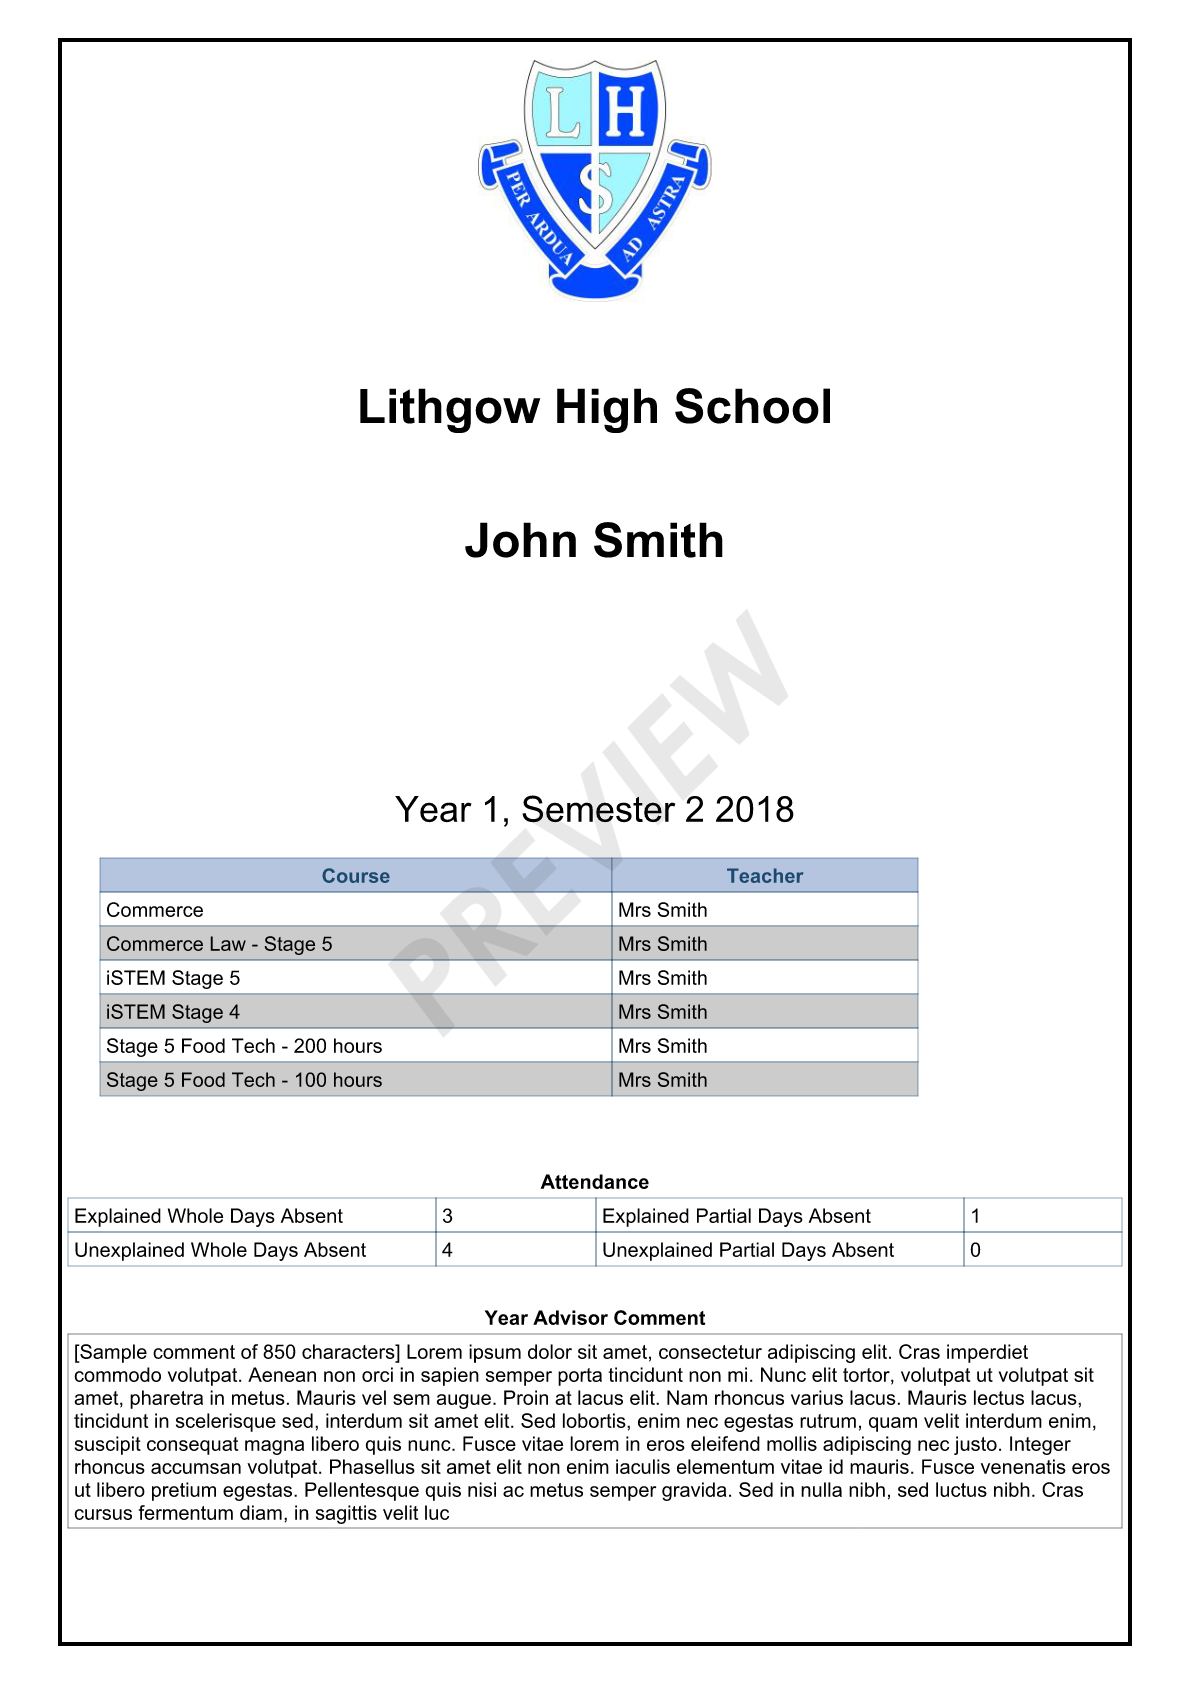 L H
S
PER ARDUA AD ASTRA
Lithgow High School
John Smith
PREVIEW
Year 1, Semester 2 2018
Course Teacher
Commerce Mrs Smith
Commerce Law - Stage 5 Mrs Smith
iSTEM Stage 5 Mrs Smith
iSTEM Stage 4 Mrs Smith
Stage 5 Food Tech - 200 hours Mrs Smith
Stage 5 Food Tech - 100 hours Mrs Smith
Attendance
Explained Whole Days Absent 3 Explained Partial Days Absent 1
Unexplained Whole Days Absent 4 Unexplained Partial Days Absent 0
Year Advisor Comment
[Sample comment of 850 characters] Lorem ipsum dolor sit amet, consectetur adipiscing elit. Cras imperdiet
commodo volutpat. Aenean non orci in sapien semper porta tincidunt non mi. Nunc elit tortor, volutpat ut volutpat sit
amet, pharetra in metus. Mauris vel sem augue. Proin at lacus elit. Nam rhoncus varius lacus. Mauris lectus lacus,
tincidunt in scelerisque sed, interdum sit amet elit. Sed lobortis, enim nec egestas rutrum, quam velit interdum enim,
suscipit consequat magna libero quis nunc. Fusce vitae lorem in eros eleifend mollis adipiscing nec justo. Integer
rhoncus accumsan volutpat. Phasellus sit amet elit non enim iaculis elementum vitae id mauris. Fusce venenatis eros
ut libero pretium egestas. Pellentesque quis nisi ac metus semper gravida. Sed in nulla nibh, sed luctus nibh. Cras
cursus fermentum diam, in sagittis velit luc